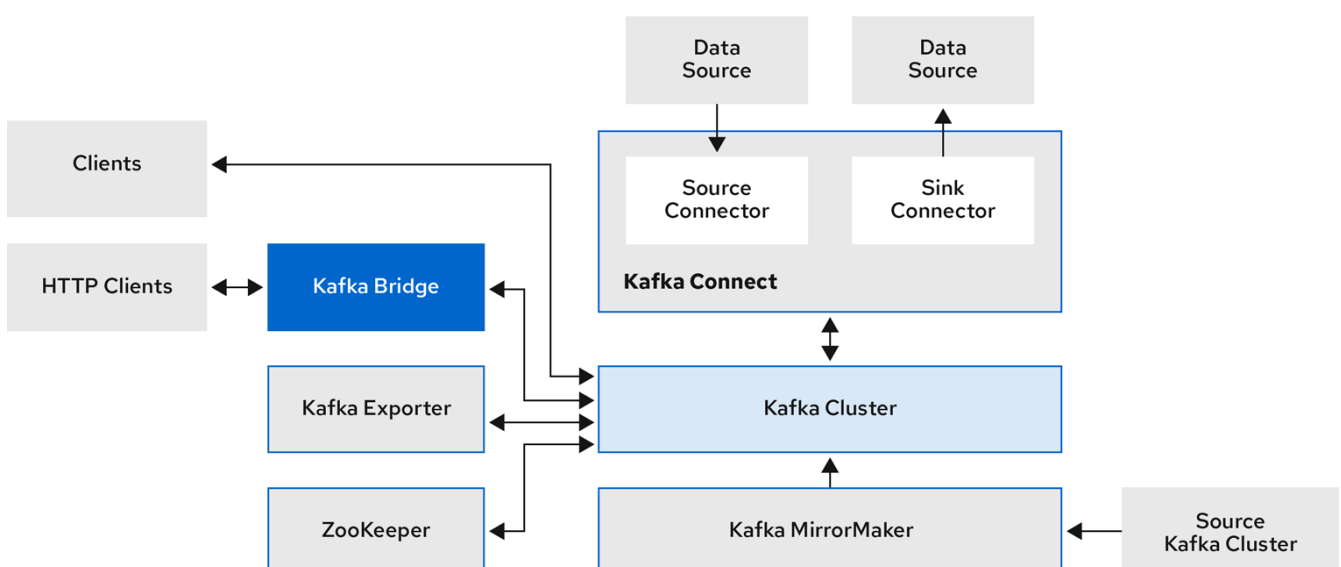 Data
Source
Data
Source
Clients
Source
Connector
Sink
Connector
HTTP Clients
Kafka Bridge
Kafka Connect
Kafka Exporter
Kafka Cluster
ZooKeeper
Kafka MirrorMaker
Source
Kafka Cluster